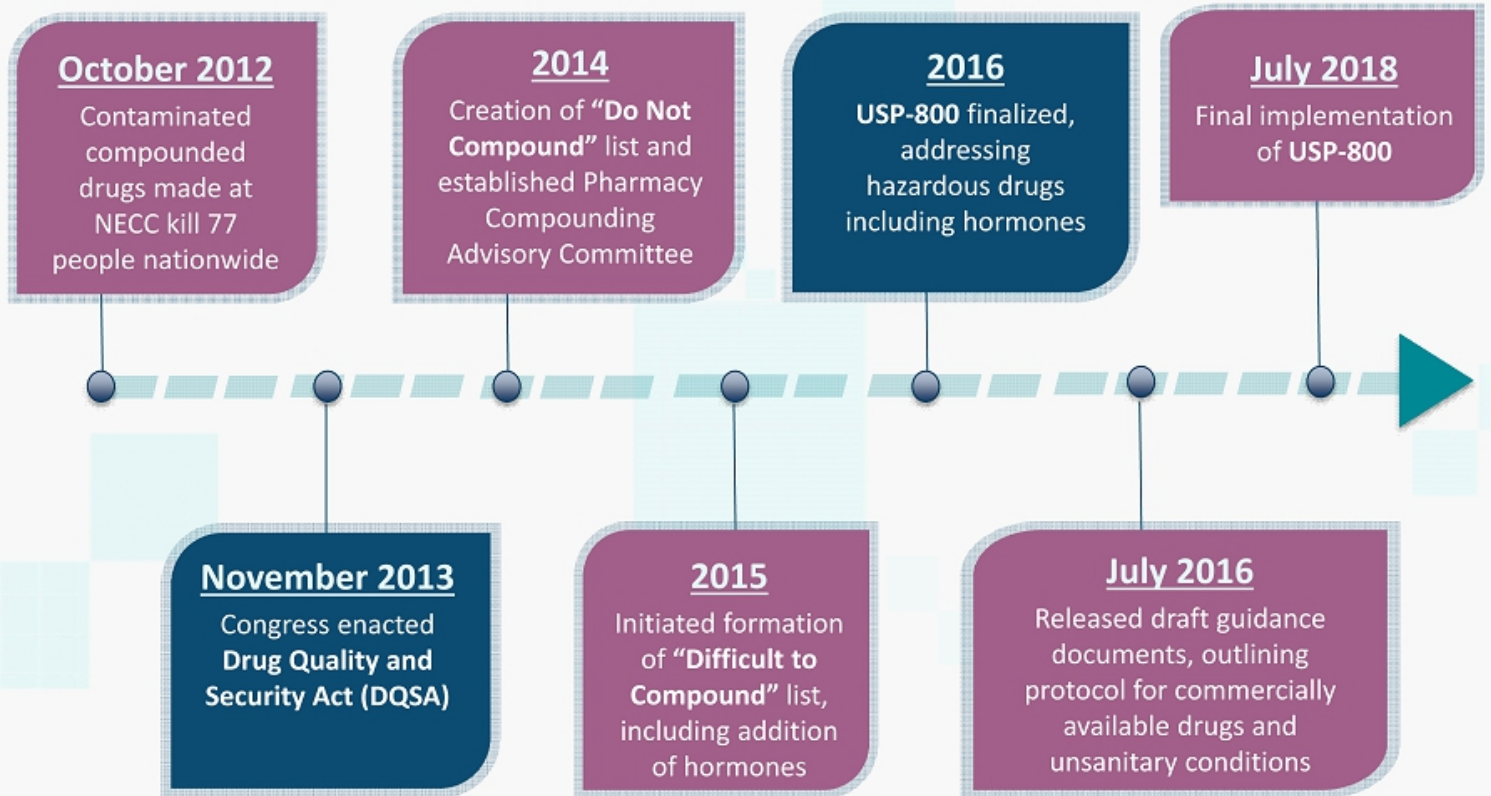 October 2012
Contaminated
compounded
drugs made at
NECC kill 77
people nationwide
November 2013
Congress enacted
Drug Quality and
Security Act (DQSA)
2014
Creation of “Do Not
Compound” list and
established Pharmacy
Compounding
Advisory Committee
2015
Initiated formation
of “Difficult to
Compound” list,
including addition
of hormones
2016
USP-800 finalized,
addressing
hazardous drugs
including hormones
July 2016
Released draft guidance
documents, outlining
protocol for commercially
available drugs and
unsanitary conditions
July 2018
Final implementation
of USP-800